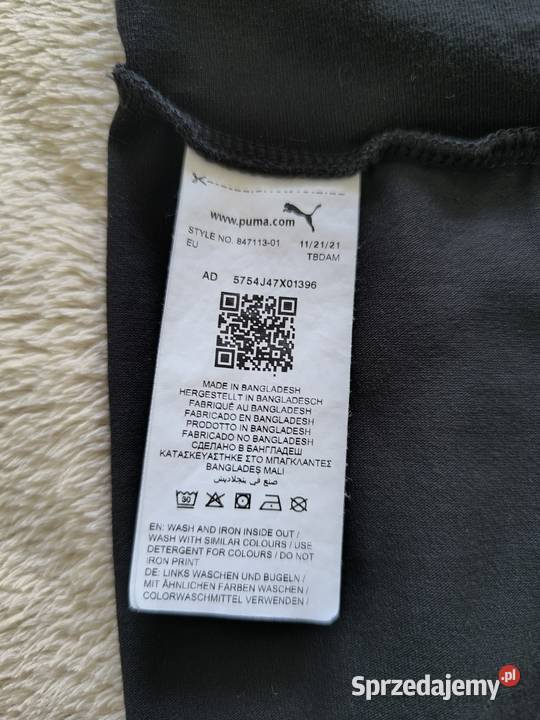 www.puma.com
STYLE NO. 847113-01 11/21/21
EU TBDAM
AD 5754J47X01396
MADE IN BANGLADESH
HERGESTELLT IN BANGLADESCH
FABRIQUÉ AU BANGLADESH
FABRICADO EN BANGLADESH
PRODOTTO IN BANGLADESH
FABRICADO NO BANGLADESH
СДЕЛАНО В БАНГЛАДЕШ
ΚΑΤΑΣΚΕΥΑΣΤΗΚΕ ΣΤΟ ΜΠΑΓΚΛΑΝΤΕΣ
BANGLADEŞ MALI
صنع في بنجلاديش
30
EN: WASH AND IRON INSIDE OUT /
WASH WITH SIMILAR COLOURS / USE
DETERGENT FOR COLOURS / DO NOT
IRON PRINT
DE: LINKS WASCHEN UND BUGELN /
MIT ÄHNLICHEN FARBEN WASCHEN /
COLORWASCHMITTEL VERWENDEN /
Sprzedajemy.pl